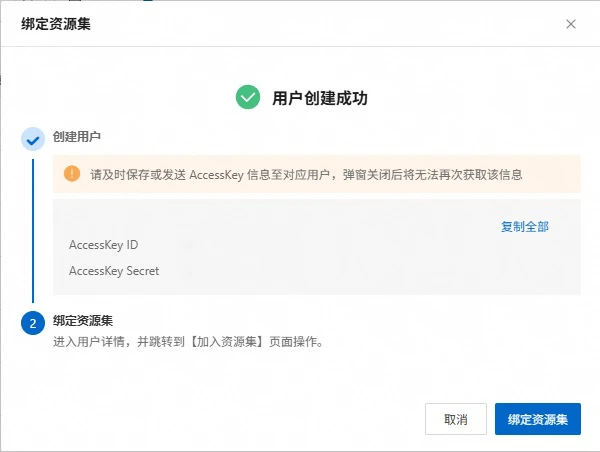 绑定资源集
用户创建成功
创建用户
请及时保存或发送 AccessKey 信息至对应用户，弹窗关闭后将无法再次获取该信息
复制全部
AccessKey ID
AccessKey Secret
2 绑定资源集
进入用户详情，并跳转到【加入资源集】页面操作。
取消 绑定资源集